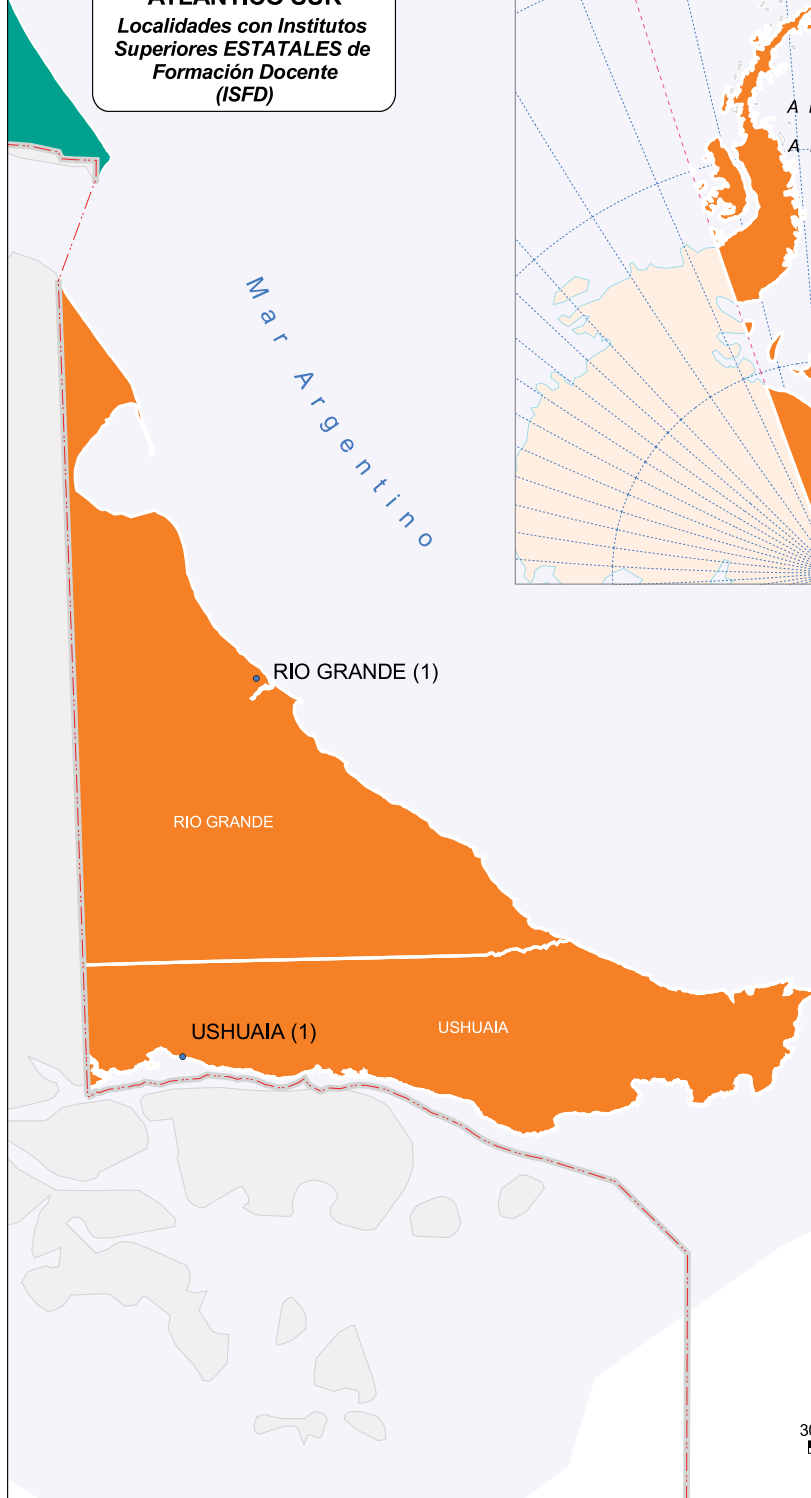 ATLÁNTICO SUR
Localidades con Institutos
Superiores ESTATALES de
Formación Docente
(ISFD)
A
A
Mar Argentino
RIO GRANDE (1)
RIO GRANDE
USHUAIA (1)
USHUAIA